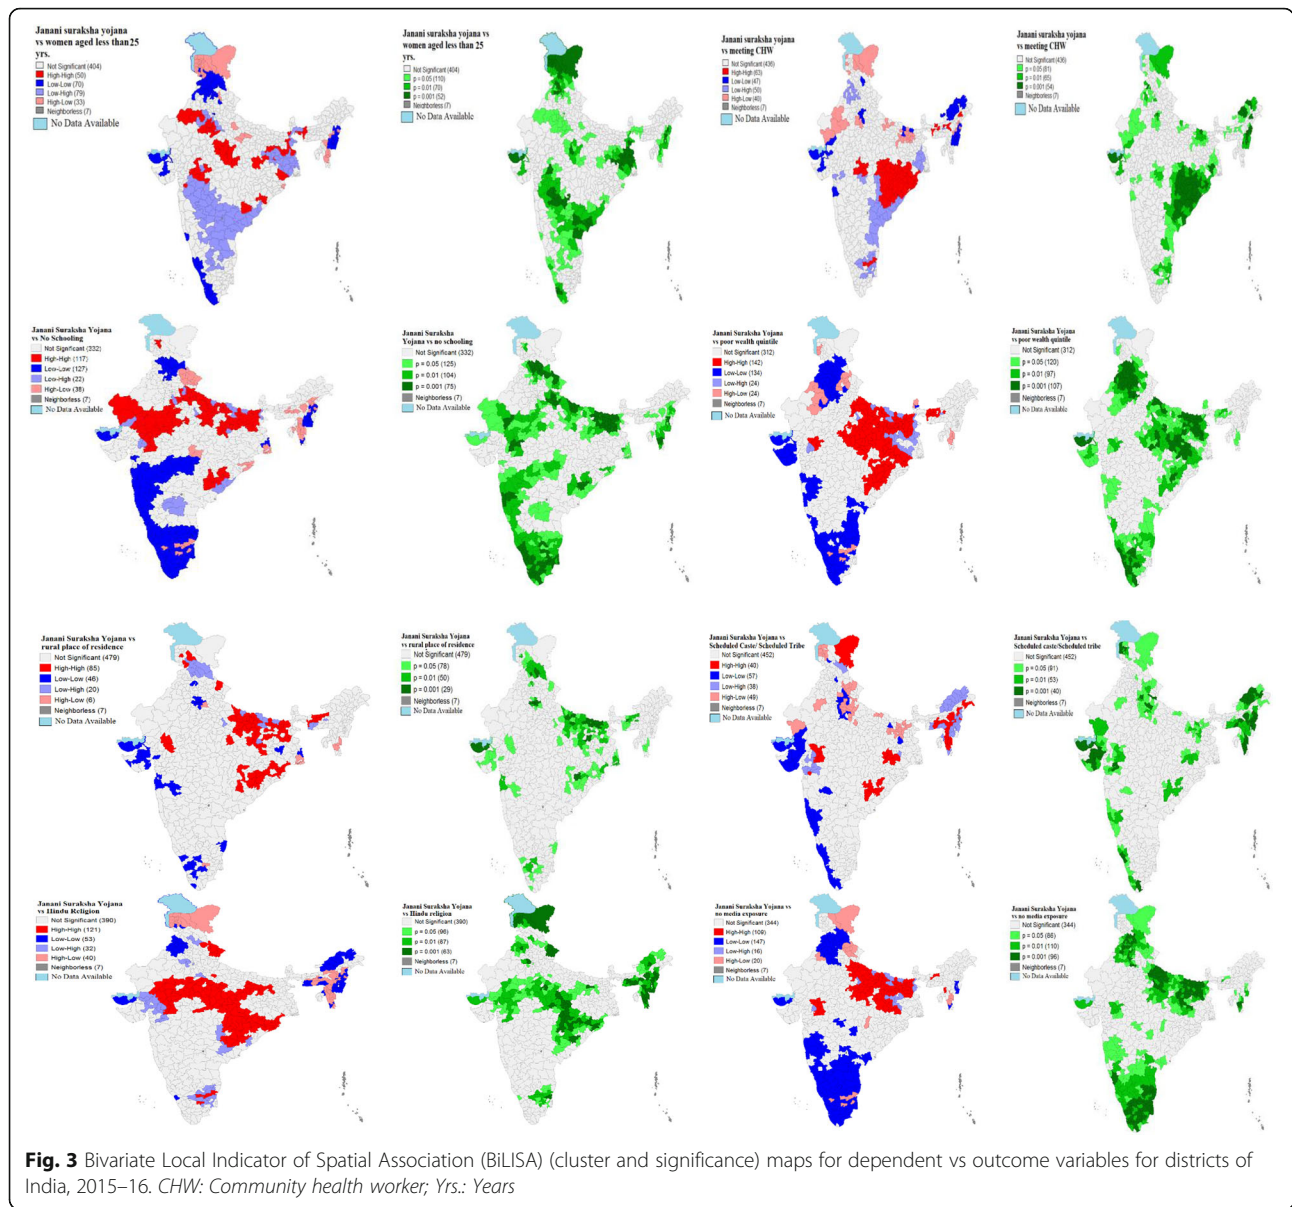 Janani suraksha yojana
vs women aged less than 25
yrs.
Not Significant (404)
High-High (50)
Low-Low (70)
Low-High (79)
High-Low (33)
Neighborless (7)
No Data Available
Janani suraksha yojana vs
women aged less than 25
yrs.
Not Significant (404)
p = 0.05 (110)
p = 0.01 (70)
p = 0.001 (52)
Neighborless (7)
No Data Available
Janani suraksha yojana
vs meeting CHW
Not Significant (436)
High-High (63)
Low-Low (47)
Low-High (50)
High-Low (40)
Neighborless (7)
No Data Available
Janani suraksha yojana
vs meeting CHW
Not Significant (436)
p = 0.05 (81)
p = 0.01 (65)
p = 0.001 (54)
Neighborless (7)
No Data Available
Janani Suraksha Yojana
vs No Schooling
Not Significant (332)
High-High (117)
Low-Low (127)
Low-High (22)
High-Low (38)
Neighborless (7)
No Data Available
Janani Suraksha
Yojana vs no schooling
Not Significant (332)
p = 0.05 (125)
p = 0.01 (104)
p = 0.001 (75)
Neighborless (7)
No Data Available
Janani Suraksha Yojana
vs poor wealth quintile
Not Significant (312)
High-High (142)
Low-Low (134)
Low-High (24)
High-Low (24)
Neighborless (7)
No Data Available
Janani Suraksha Yojana
vs poor wealth quintile
Not Significant (312)
p = 0.05 (120)
p = 0.01 (97)
p = 0.001 (107)
Neighborless (7)
No Data Available
Janani Suraksha Yojana vs
rural place of residence
Not Significant (479)
High-High (85)
Low-Low (46)
Low-High (20)
High-Low (6)
Neighborless (7)
No Data Available
Janani Suraksha Yojana
vs rural place of residence
Not Significant (479)
p = 0.05 (78)
p = 0.01 (50)
p = 0.001 (29)
Neighborless (7)
No Data Available
Janani Suraksha Yojana vs
Scheduled Caste/ Scheduled Tribe
Not Significant (452)
High-High (40)
Low-Low (57)
Low-High (38)
High-Low (49)
Neighborless (7)
No Data Available
Janani Suraksha Yojana vs
Scheduled caste/Scheduled tribe
Not Significant (452)
p = 0.05 (91)
p = 0.01 (53)
p = 0.001 (40)
Neighborless (7)
No Data Available
Janani Suraksha Yojana
vs Hindu Religion
Not Significant (390)
High-High (121)
Low-Low (53)
Low-High (32)
High-Low (40)
Neighborless (7)
No Data Available
Janani Suraksha Yojana
vs Hindu religion
Not Significant (390)
p = 0.05 (96)
p = 0.01 (87)
p = 0.001 (63)
Neighborless (7)
No Data Available
Janani Suraksha Yojana vs
no media exposure
Not Significant (344)
High-High (109)
Low-Low (147)
Low-High (16)
High-Low (20)
Neighborless (7)
No Data Available
Janani Suraksha Yojana
vs no media exposure
Not Significant (344)
p = 0.05 (86)
p = 0.01 (110)
p = 0.001 (96)
Neighborless (7)
No Data Available
Fig. 3 Bivariate Local Indicator of Spatial Association (BiLISA) (cluster and significance) maps for dependent vs outcome variables for districts of
India, 2015–16. CHW: Community health worker; Yrs.: Years